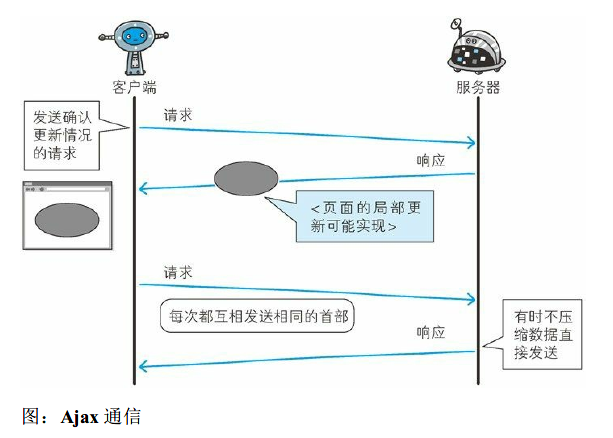 客户端
服务器
发送确认
更新情况
的请求
请求
响应
<页面的局部更
新可能实现>
请求
每次都互相发送相同的首部
有时不压
缩数据直
接发送
响应
图：Ajax 通信